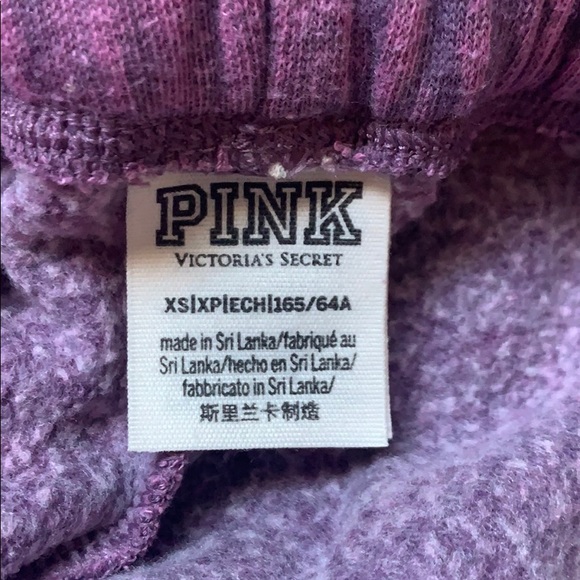 PINK
VICTORIA'S SECRET
XS|XP|ECH|165/64A
made in Sri Lanka/fabriqué au
Sri Lanka/hecho en Sri Lanka/
fabbricato in Sri Lanka/
斯里兰卡制造